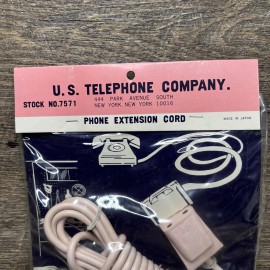 U.S. TELEPHONE COMPANY.
STOCK NO.7571
444 PARK AVENUE SOUTH
NEW YORK, NEW YORK 10016
PHONE EXTENSION CORD
MADE IN JAPAN